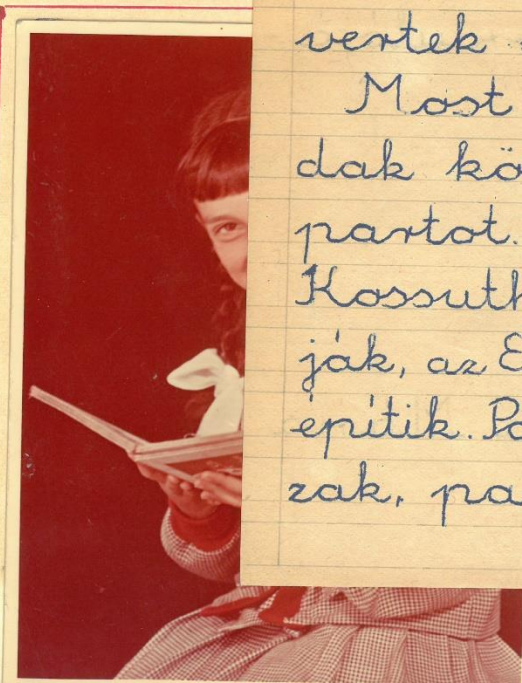 vertek
Most
dak kö
partot.
Kossuth
ják, az E
építik. Pa
zak, pa